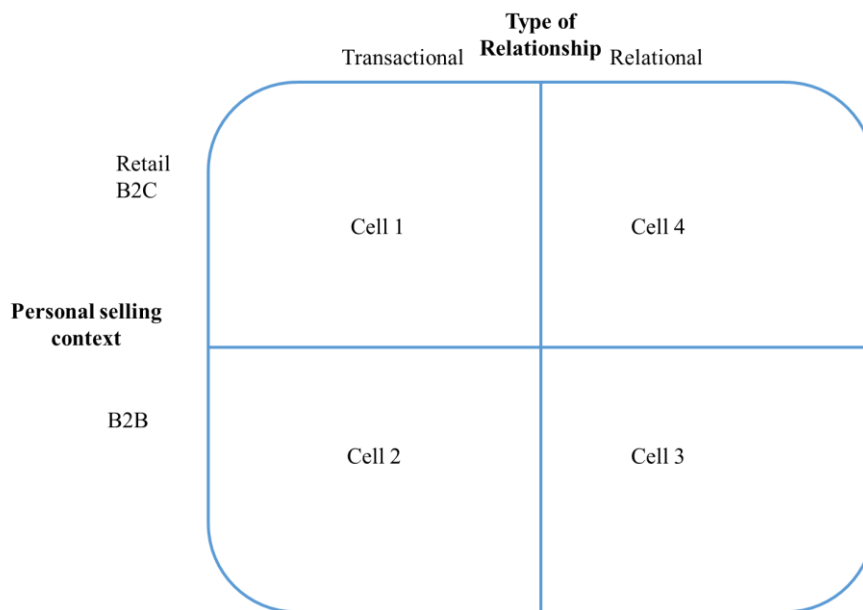 Type of
Relationship
Transactional
Relational
Retail
B2C
Cell 1
Cell 4
Personal selling
context
B2B
Cell 2
Cell 3